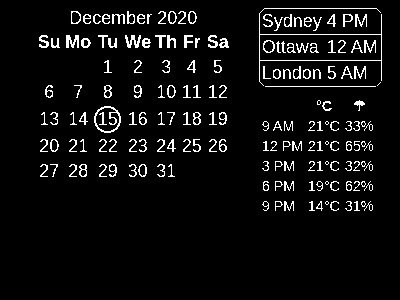 December 2020
Su Mo Tu We Th Fr Sa
1 2 3 4 5
6 7 8 9 10 11 12
13 14 15 16 17 18 19
20 21 22 23 24 25 26
27 28 29 30 31
Sydney 4 PM
Ottawa 12 AM
London 5 AM
°C ☂
9 AM 21°C 33%
12 PM 21°C 65%
3 PM 21°C 32%
6 PM 19°C 62%
9 PM 14°C 31%